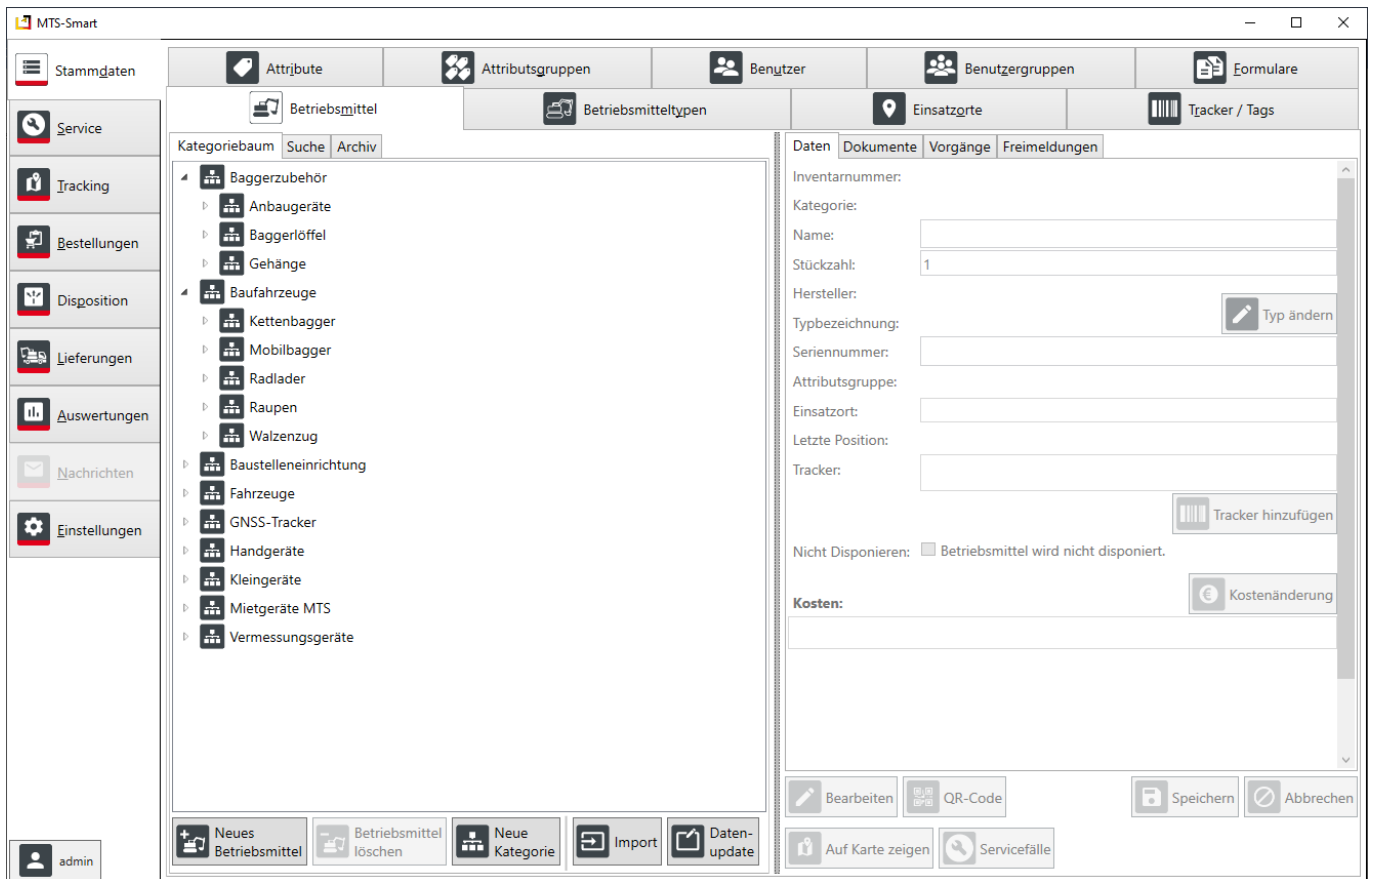 MTS-Smart
Stammdaten
Service
Tracking
Bestellungen
Disposition
Lieferungen
Auswertungen
Nachrichten
Einstellungen
admin
Attribute
Attributsgruppen
Benutzer
Benutzergruppen
Formulare
Betriebsmittel
Betriebsmitteltypen
Einsatzorte
Tracker / Tags
Kategoriebaum Suche Archiv
Baggerzubehör
Anbaugeräte
Baggerlöffel
Gehänge
Baufahrzeuge
Kettenbagger
Mobilbagger
Radlader
Raupen
Walzenzug
Baustelleneinrichtung
Fahrzeuge
GNSS-Tracker
Handgeräte
Kleingeräte
Mietgeräte MTS
Vermessungsgeräte
Neues
Betriebsmittel
Betriebsmittel
löschen
Neue
Kategorie
Import
Daten-
update
Daten Dokumente Vorgänge Freimeldungen
Inventarnummer:
Kategorie:
Name:
Stückzahl: 1
Hersteller:
Typ ändern
Typbezeichnung:
Seriennummer:
Attributsgruppe:
Einsatzort:
Letzte Position:
Tracker:
Tracker hinzufügen
Nicht Disponieren: Betriebsmittel wird nicht disponiert.
Kostenänderung
Kosten:
Bearbeiten
QR-Code
Speichern
Abbrechen
Auf Karte zeigen
Servicefälle